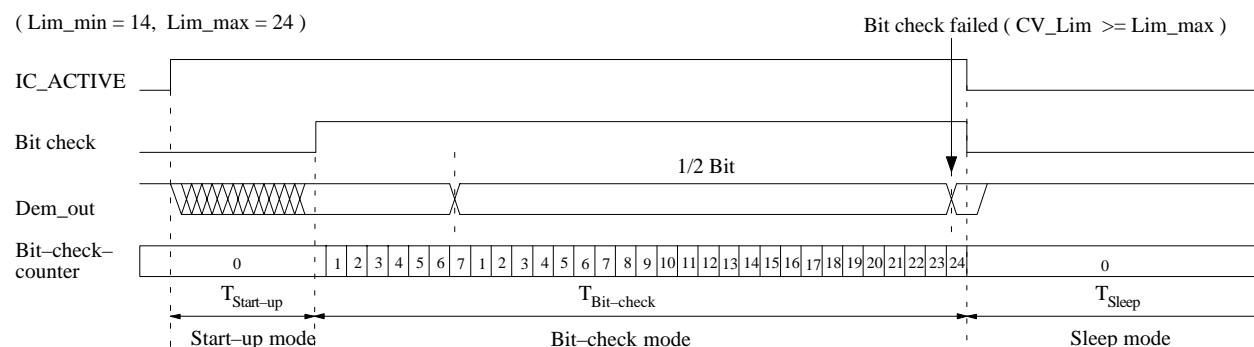 ( Lim_min = 14, Lim_max = 24 )
Bit check failed ( CV_Lim >= Lim_max )
IC_ACTIVE
Bit check
1/2 Bit
Dem_out
Bit–check–
counter
0 1 2 3 4 5 6 7 1 2 3 4 5 6 7 8 9 10 11 12 13 14 15 16 17 18 19 20 21 22 23 24 0
TStart–up TBit–check TSleep
Start–up mode Bit–check mode Sleep mode